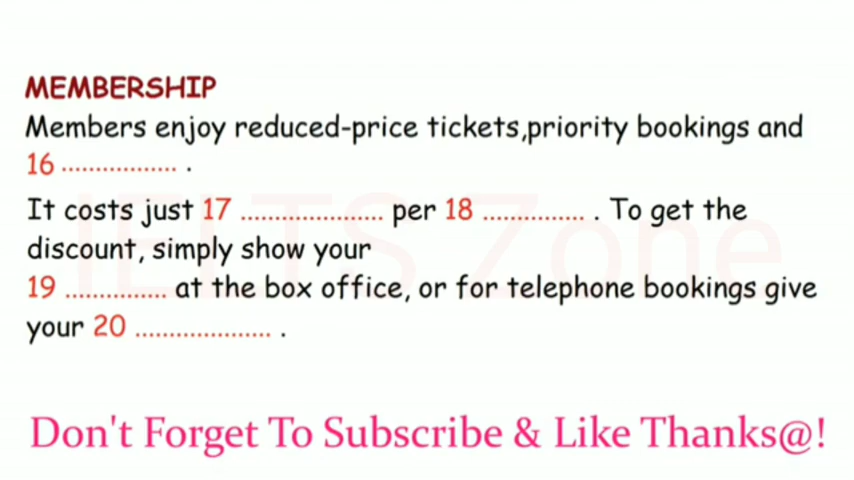 MEMBERSHIP
Members enjoy reduced-price tickets,priority bookings and
16 ................. .
It costs just 17 ..................... per 18 ............... . To get the
discount, simply show your
19 ............... at the box office, or for telephone bookings give
your 20 .................... .
IELTS Zone
Don't Forget To Subscribe & Like Thanks@!